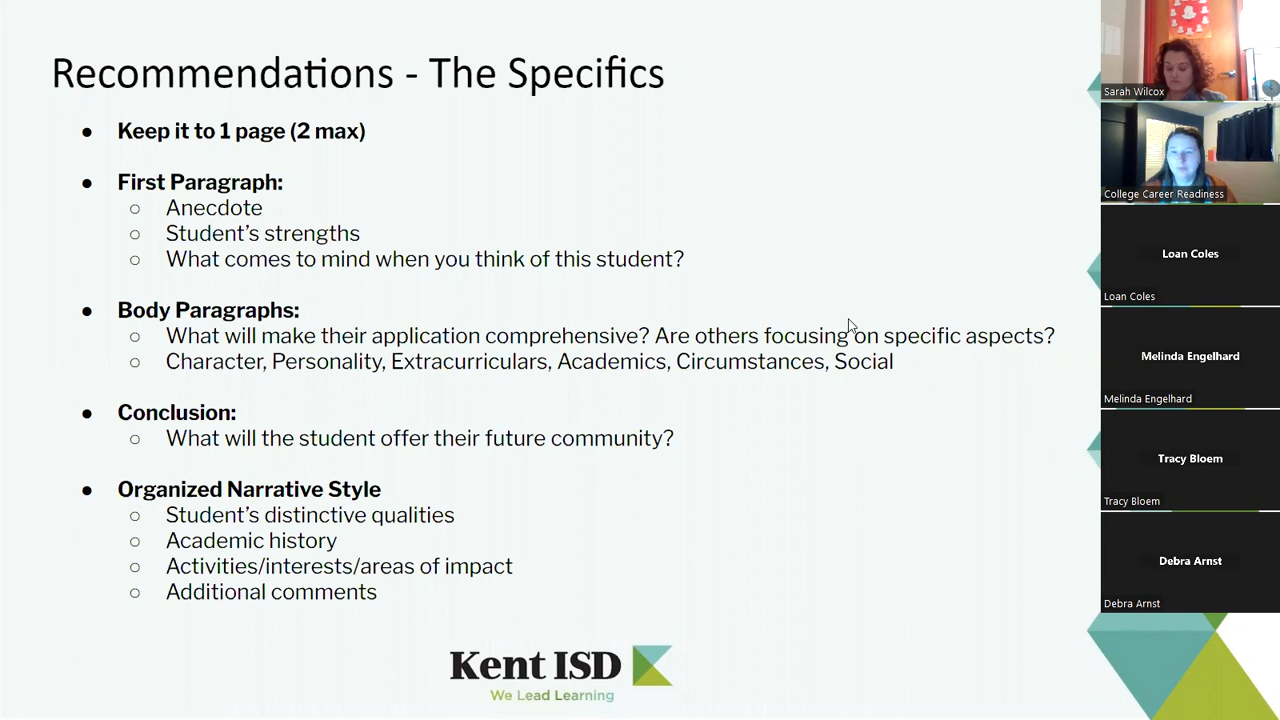 Recommendations - The Specifics
● Keep it to 1 page (2 max)
● First Paragraph:
○ Anecdote
○ Student's strengths
○ What comes to mind when you think of this student?
● Body Paragraphs:
○ What will make their application comprehensive? Are others focusing on specific aspects?
○ Character, Personality, Extracurriculars, Academics, Circumstances, Social
● Conclusion:
○ What will the student offer their future community?
● Organized Narrative Style
○ Student's distinctive qualities
○ Academic history
○ Activities/interests/areas of impact
○ Additional comments
Kent ISD
We Lead Learning
Sarah Wilcox
College Career Readiness
Loan Coles
Loan Coles
Melinda Engelhard
Melinda Engelhard
Tracy Bloem
Tracy Bloem
Debra Arnst
Debra Arnst